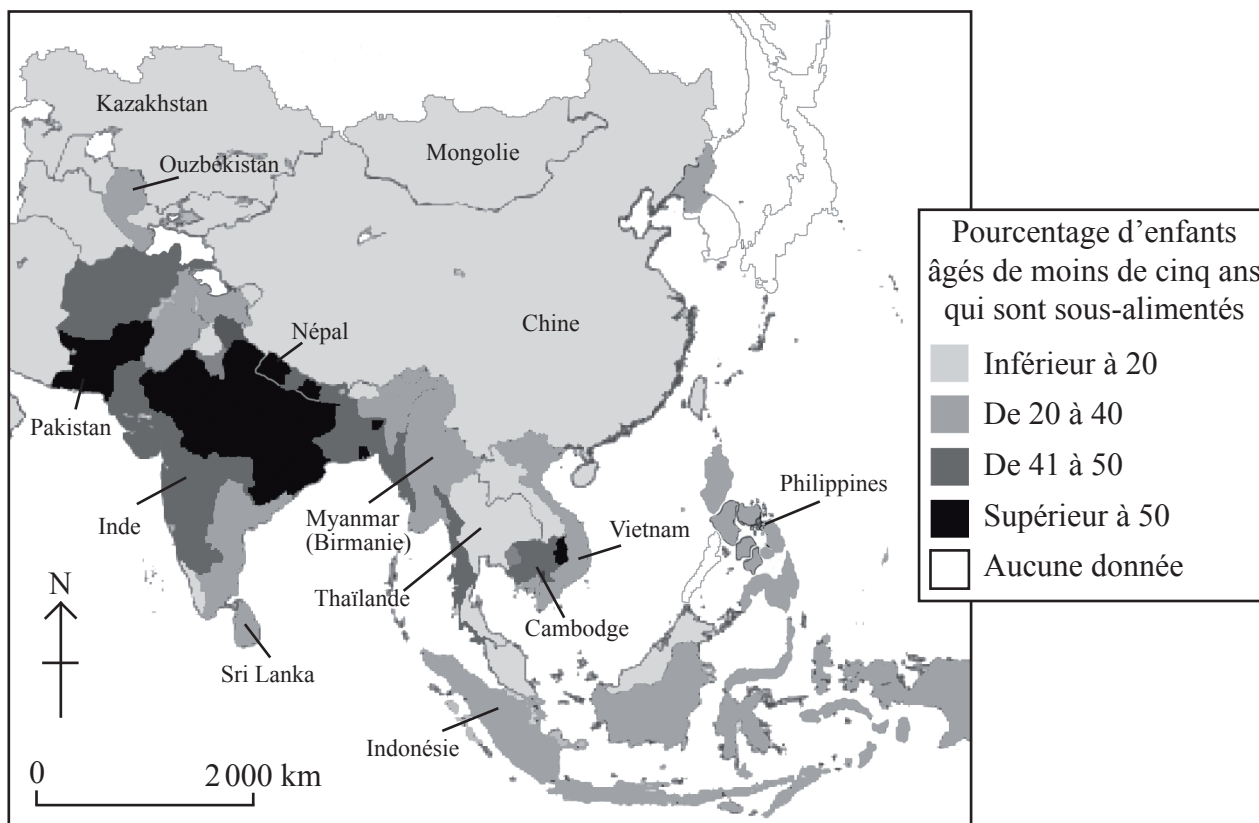 Kazakhstan
Mongolie
Ouzbékistan
Chine
Népal
Pakistan
Inde
Myanmar
(Birmanie)
Thaïlande
Vietnam
Cambodge
Philippines
Sri Lanka
Indonésie
N
0
2 000 km
Pourcentage d’enfants
âgés de moins de cinq ans
qui sont sous-alimentés
Inférieur à 20
De 20 à 40
De 41 à 50
Supérieur à 50
Aucune donnée